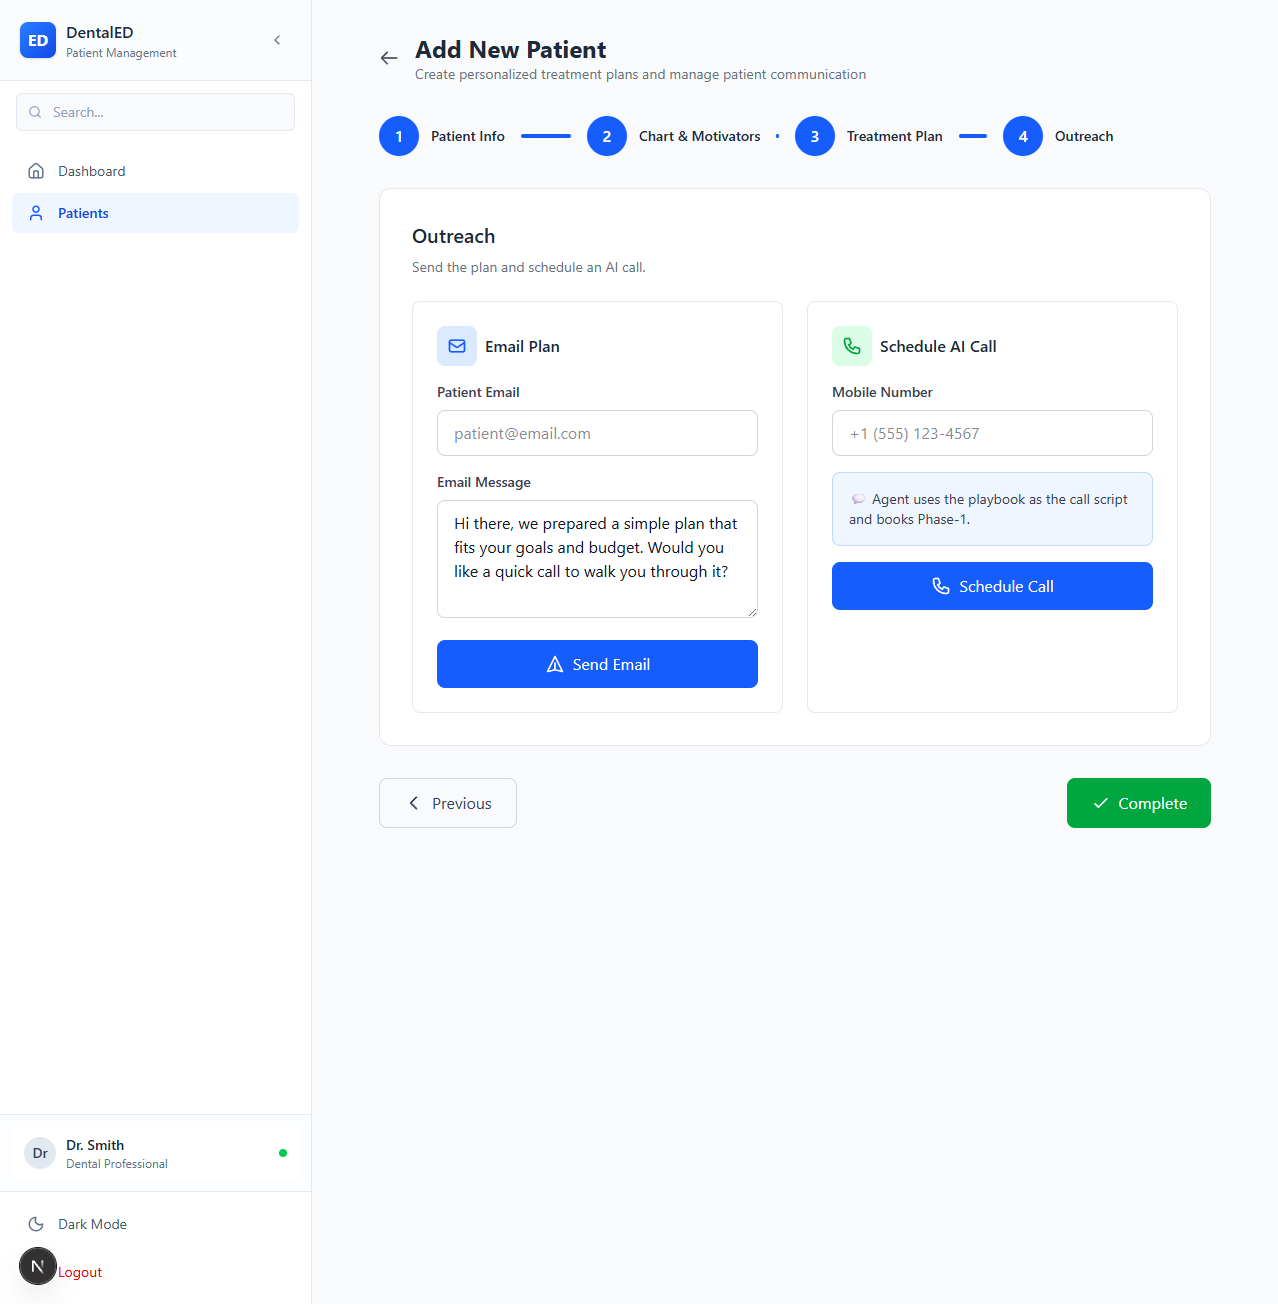 ED
DentalED
Patient Management
Search...
Dashboard
Patients
Dr
Dr. Smith
Dental Professional
Dark Mode
N
Logout
Add New Patient
Create personalized treatment plans and manage patient communication
1 Patient Info 2 Chart & Motivators 3 Treatment Plan 4 Outreach
Outreach
Send the plan and schedule an AI call.
Email Plan
Patient Email
patient@email.com
Email Message
Hi there, we prepared a simple plan that
fits your goals and budget. Would you
like a quick call to walk you through it?
Send Email
Schedule AI Call
Mobile Number
+1 (555) 123-4567
💬 Agent uses the playbook as the call script
and books Phase-1.
Schedule Call
Previous
Complete